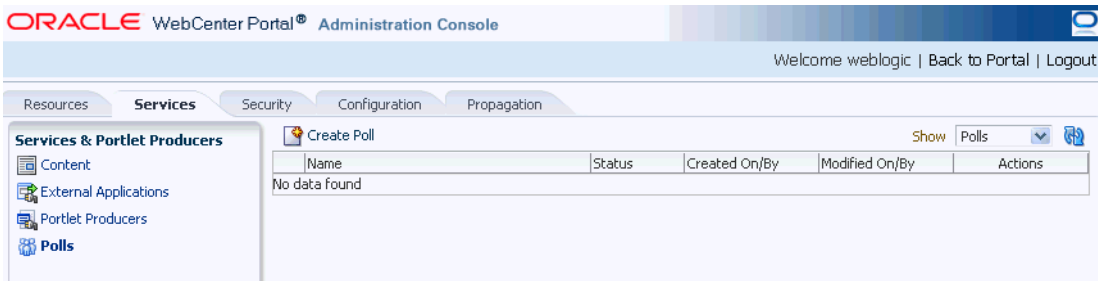 ORACLE WebCenter Portal® Administration Console
Welcome weblogic | Back to Portal | Logout
Resources Services Security Configuration Propagation
Services & Portlet Producers
Content
External Applications
Portlet Producers
Polls
Create Poll Show Polls
Name Status Created On/By Modified On/By Actions
No data found